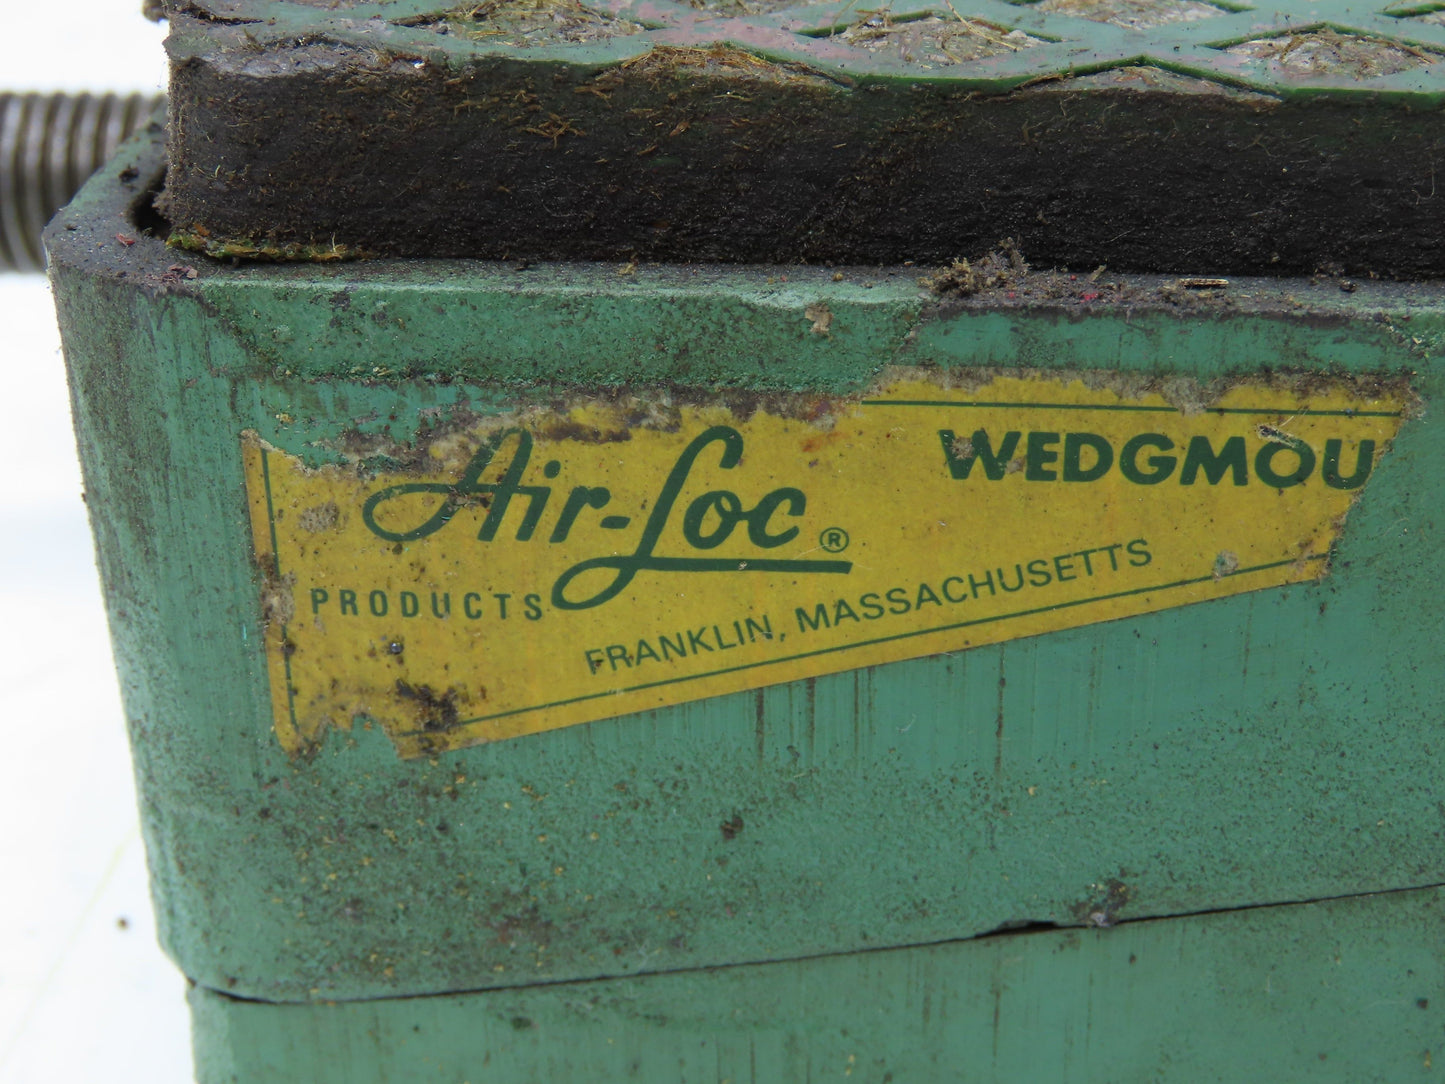 Air-Loc® WEDGMOU
PRODUCTS
FRANKLIN, MASSACHUSETTS